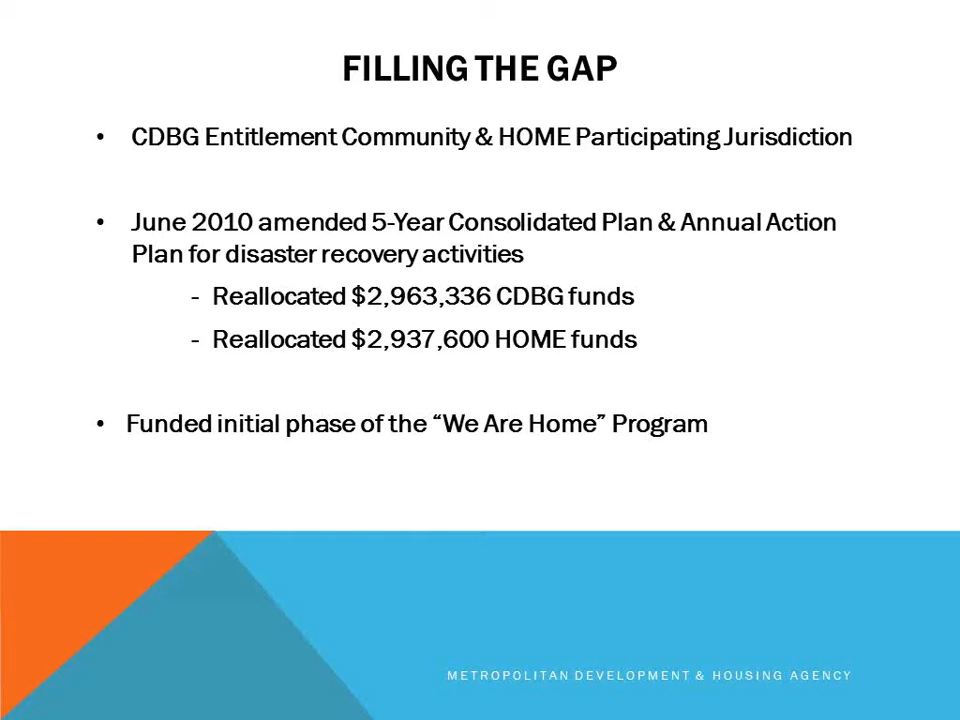 FILLING THE GAP
• CDBG Entitlement Community & HOME Participating Jurisdiction
• June 2010 amended 5-Year Consolidated Plan & Annual Action
Plan for disaster recovery activities
- Reallocated $2,963,336 CDBG funds
- Reallocated $2,937,600 HOME funds
• Funded initial phase of the “We Are Home” Program
METROPOLITAN DEVELOPMENT & HOUSING AGENCY